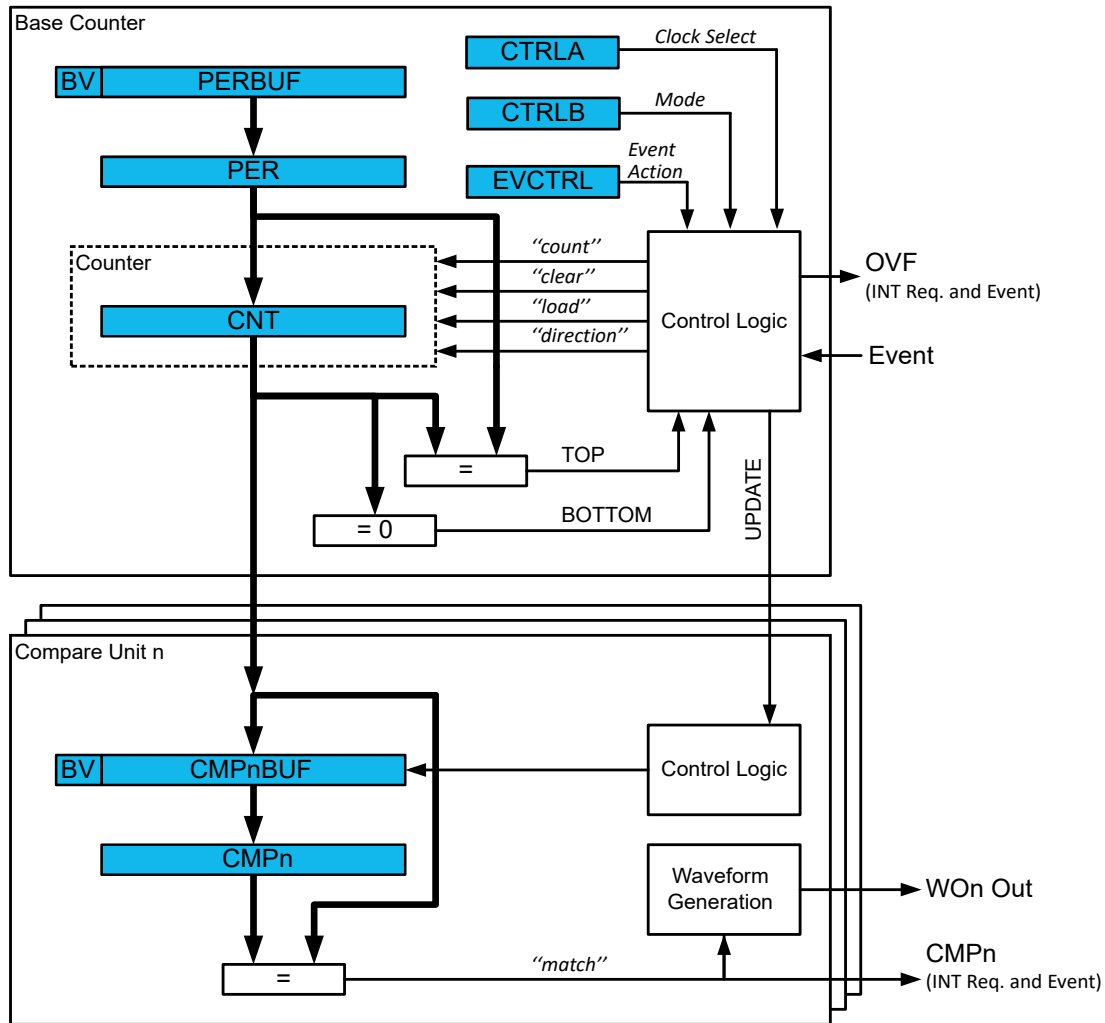 Base Counter
CTRLA
Clock Select
BV
PERBUF
CTRLB
Mode
PER
EVCTRL
Event
Action
Counter
"count"
"clear"
"load"
"direction"
CNT
Control Logic
OVF
(INT Req. and Event)
Event
=
TOP
= 0
BOTTOM
UPDATE
Compare Unit n
BV
CMPnBUF
Control Logic
CMPn
Waveform
Generation
WOn Out
=
"match"
CMPn
(INT Req. and Event)